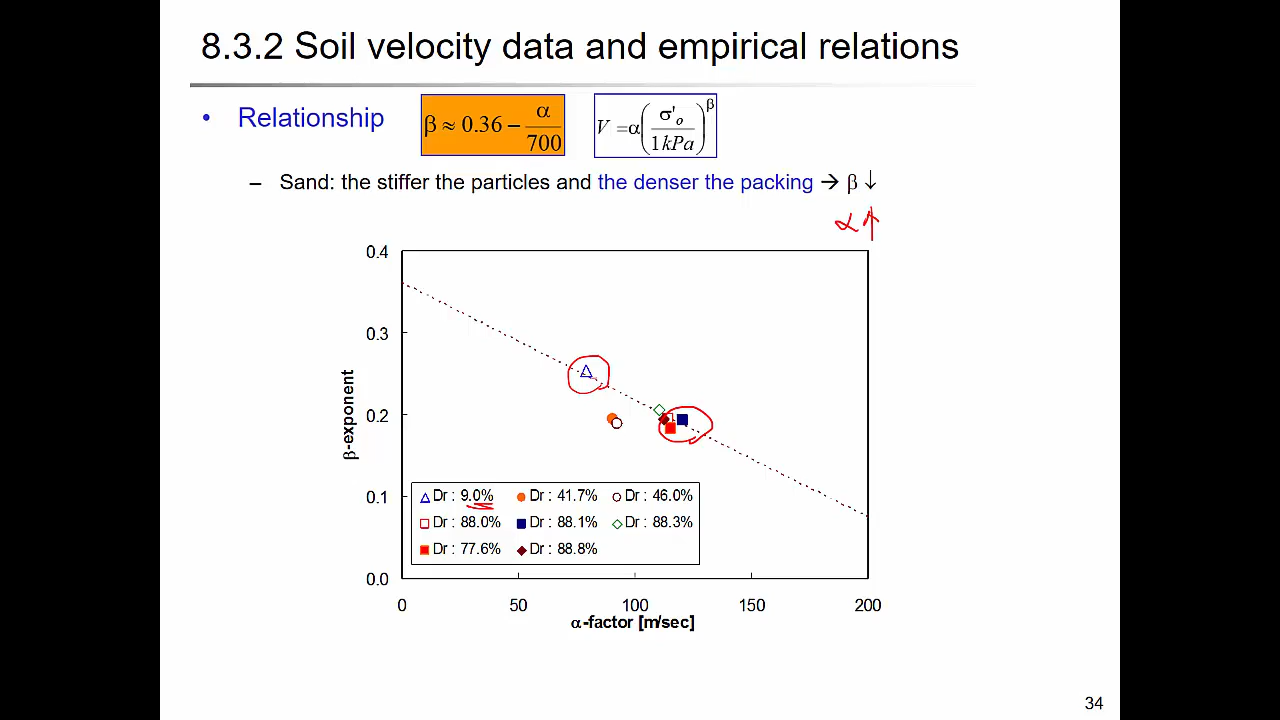 8.3.2 Soil velocity data and empirical relations
• Relationship β ≈ 0.36 − α/700 V = α(σ'o/1kPa)^β
– Sand: the stiffer the particles and the denser the packing → β ↓
α ↑
0.4
0.3
0.2
0.1
0.0
β-exponent
Dr : 9.0% Dr : 41.7% Dr : 46.0%
Dr : 88.0% Dr : 88.1% Dr : 88.3%
Dr : 77.6% Dr : 88.8%
0 50 100 150 200
α-factor [m/sec]
34